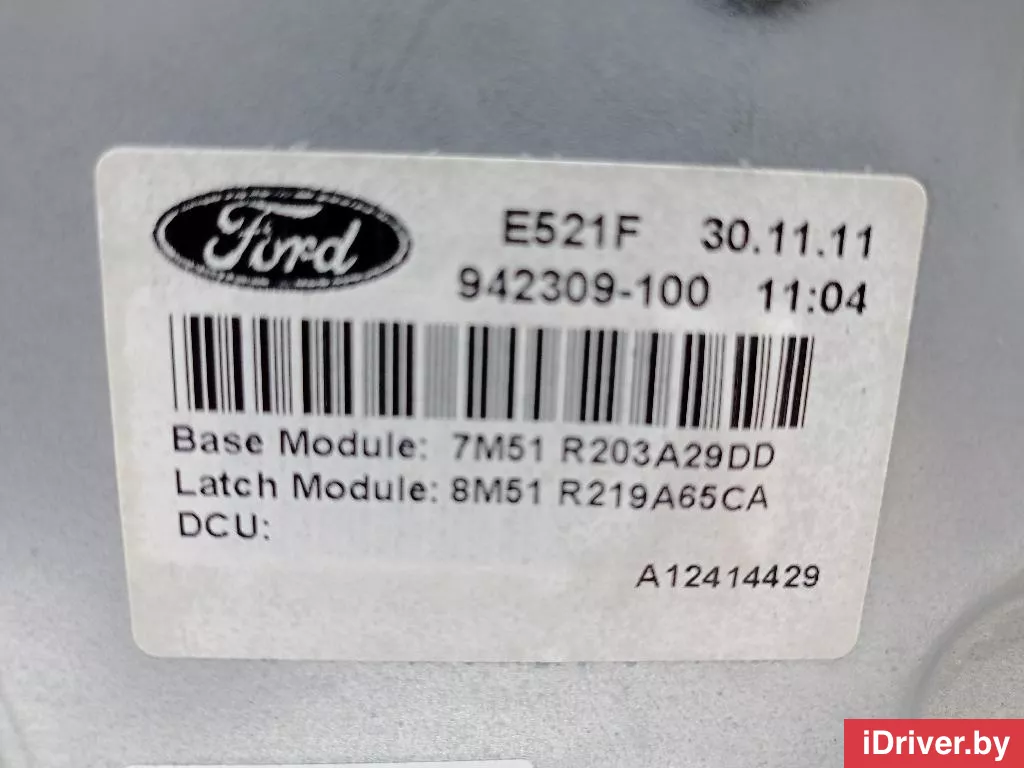 Ford
E521F 30.11.11
942309-100 11:04
Base Module: 7M51 R203A29DD
Latch Module: 8M51 R219A65CA
DCU:
A12414429
iDriver.by